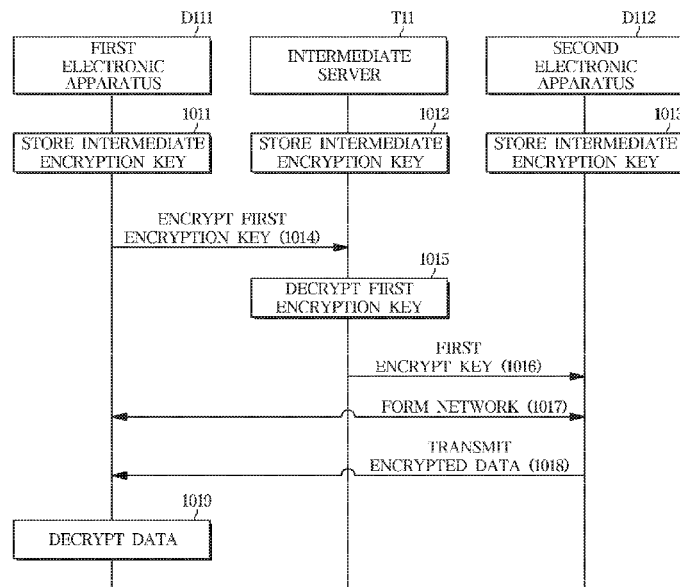 D111
T11
D112
FIRST
ELECTRONIC
APPARATUS
INTERMEDIATE
SERVER
SECOND
ELECTRONIC
APPARATUS
1011
1012
1013
STORE INTERMEDIATE
ENCRYPTION KEY
STORE INTERMEDIATE
ENCRYPTION KEY
STORE INTERMEDIATE
ENCRYPTION KEY
ENCRYPT FIRST
ENCRYPTION KEY (1014)
1015
DECRYPT FIRST
ENCRYPTION KEY
FIRST
ENCRYPT KEY (1016)
FORM NETWORK (1017)
TRANSMIT
ENCRYPTED DATA (1018)
1019
DECRYPT DATA